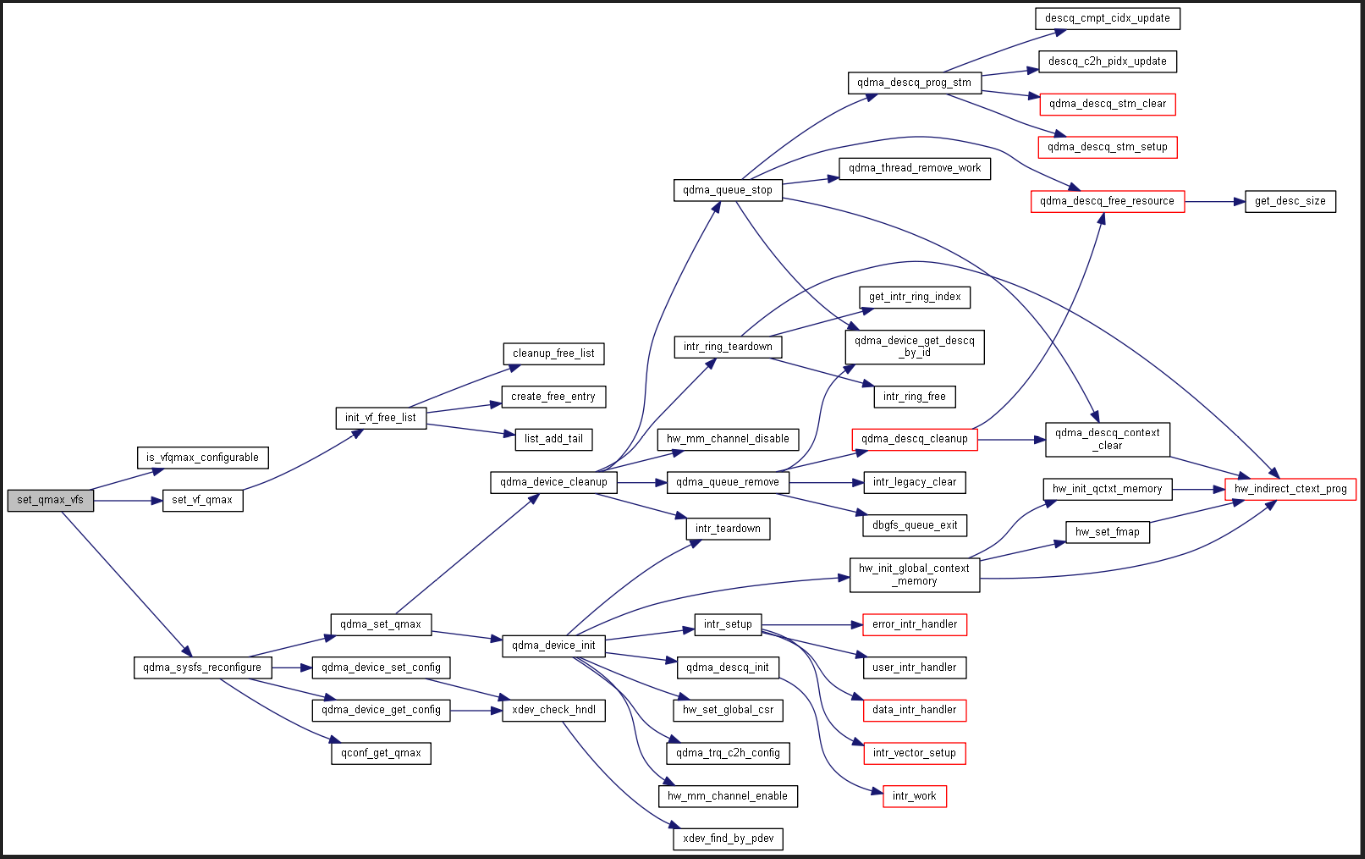 descq_cmpt_cidx_update
descq_c2h_pidx_update
qdma_descq_prog_stm
qdma_descq_stm_clear
qdma_descq_stm_setup
qdma_thread_remove_work
qdma_queue_stop
qdma_descq_free_resource
get_desc_size
get_intr_ring_index
intr_ring_teardown
qdma_device_get_descq
_by_id
cleanup_free_list
create_free_entry
intr_ring_free
init_vf_free_list
list_add_tail
hw_mm_channel_disable
qdma_descq_cleanup
qdma_descq_context
_clear
is_vfqmax_configurable
qdma_device_cleanup
qdma_queue_remove
intr_legacy_clear
hw_init_qctxt_memory
hw_indirect_ctext_prog
set_qmax_vfs
set_vf_qmax
intr_teardown
dbgfs_queue_exit
hw_set_fmap
hw_init_global_context
_memory
qdma_set_qmax
intr_setup
error_intr_handler
qdma_device_init
qdma_sysfs_reconfigure
qdma_device_set_config
qdma_descq_init
user_intr_handler
qdma_device_get_config
xdev_check_hndl
hw_set_global_csr
data_intr_handler
qconf_get_qmax
qdma_trq_c2h_config
intr_vector_setup
hw_mm_channel_enable
intr_work
xdev_find_by_pdev